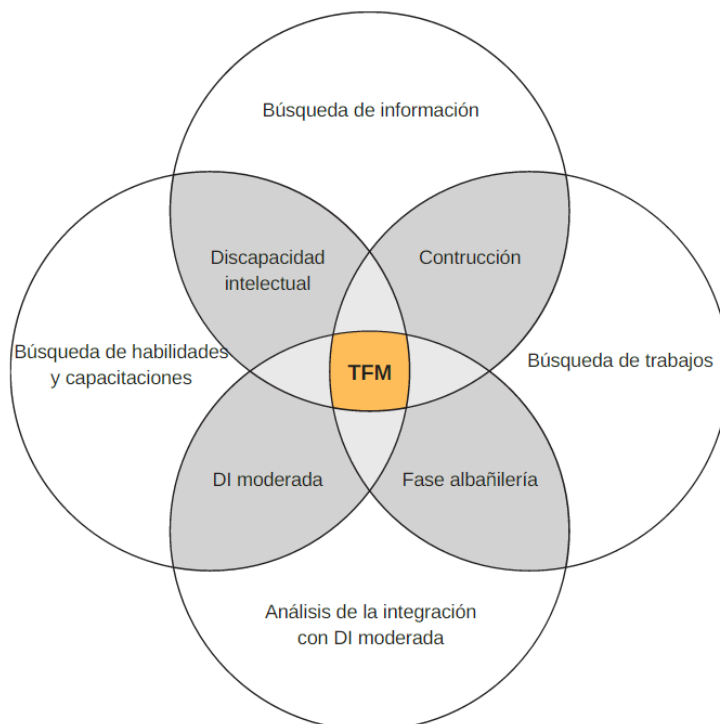 Búsqueda de información
Discapacidad
intelectual
Contrucción
Búsqueda de habilidades
y capacitaciones
TFM
Búsqueda de trabajos
DI moderada
Fase albañilería
Análisis de la integración
con DI moderada